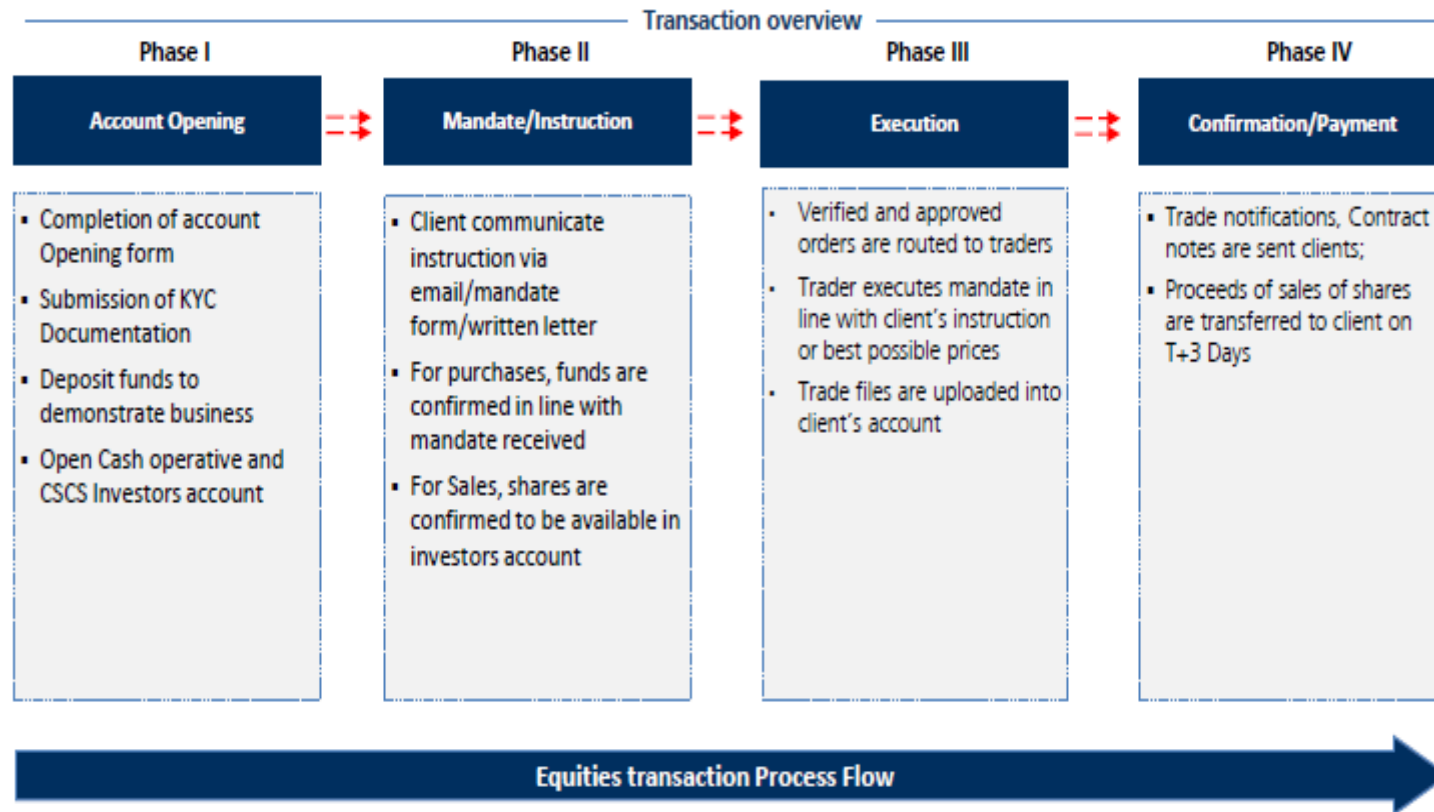 Transaction overview
Phase I
Phase II
Phase III
Phase IV
Account Opening
Mandate/Instruction
Execution
Confirmation/Payment
▪ Completion of account
Opening form
▪ Submission of KYC
Documentation
▪ Deposit funds to
demonstrate business
▪ Open Cash operative and
CSCS Investors account
▪ Client communicate
instruction via
email/mandate
form/written letter
▪ For purchases, funds are
confirmed in line with
mandate received
▪ For Sales, shares are
confirmed to be available in
investors account
• Verified and approved
orders are routed to traders
• Trader executes mandate in
line with client's instruction
or best possible prices
• Trade files are uploaded into
client's account
▪ Trade notifications, Contract
notes are sent clients;
▪ Proceeds of sales of shares
are transferred to client on
T+3 Days
Equities transaction Process Flow